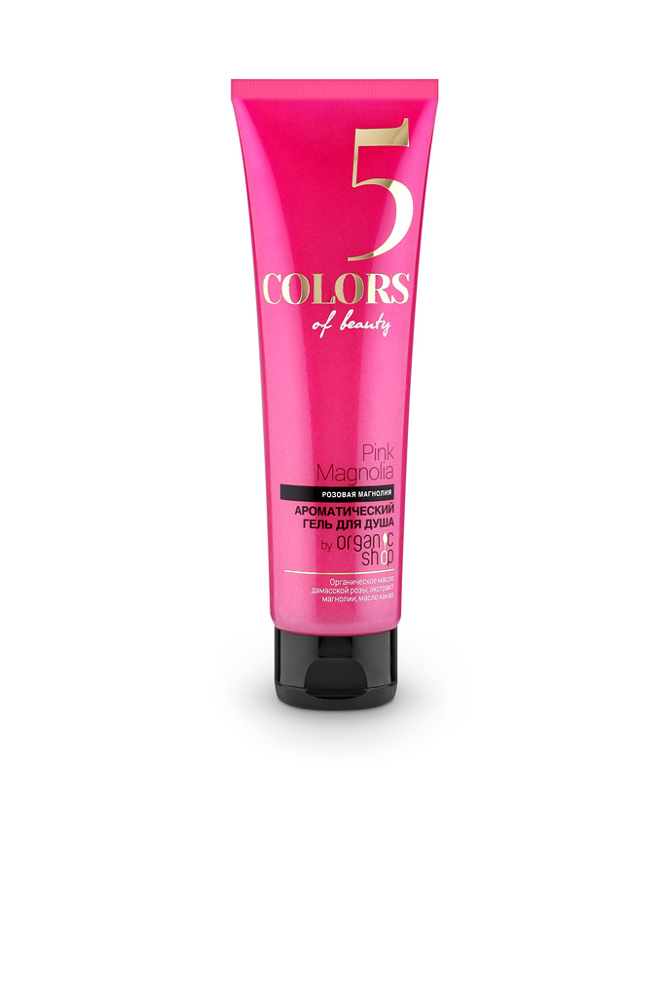 5
COLORS
of beauty
Pink
Magnolia
РОЗОВАЯ МАГНОЛИЯ
АРОМАТИЧЕСКИЙ
ГЕЛЬ ДЛЯ ДУША
by organic
shop
Органическое масло
дамасской розы, экстракт
магнолии, масло какао